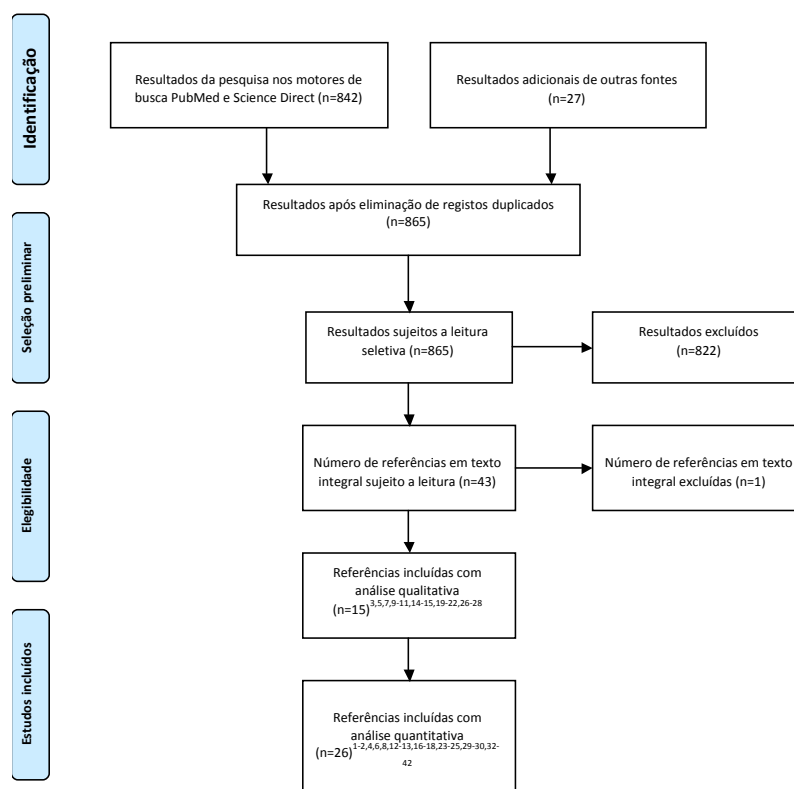 Identificação
Resultados da pesquisa nos motores de
busca PubMed e Science Direct (n=842)
Resultados adicionais de outras fontes
(n=27)
Resultados após eliminação de registos duplicados
(n=865)
Seleção preliminar
Resultados sujeitos a leitura
seletiva (n=865)
Resultados excluídos
(n=822)
Elegibilidade
Número de referências em texto
integral sujeito a leitura (n=43)
Número de referências em texto
integral excluídas (n=1)
Referências incluídas com
análise qualitativa
(n=15)3,5,7,9-11,14-15,19-22,26-28
Estudos incluídos
Referências incluídas com
análise quantitativa
(n=26)1-2,4,6,8,12-13,16-18,23-25,29-30,32-
42